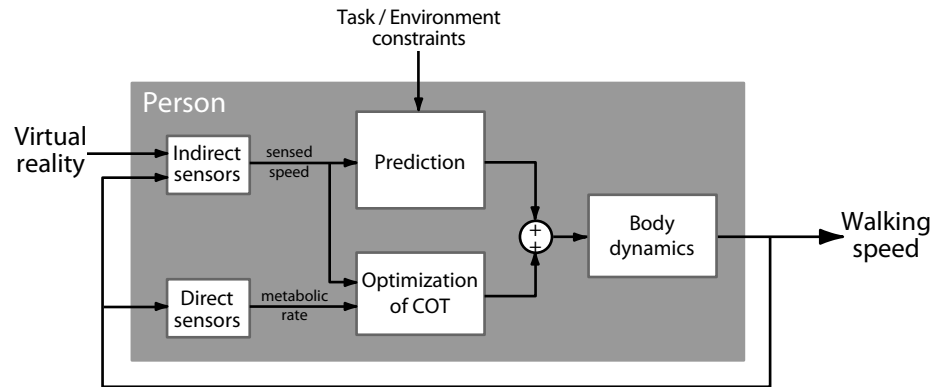 Task / Environment
constraints
Person
Virtual
reality
Indirect
sensors
sensed
speed
Prediction
+
+
Body
dynamics
Walking
speed
Direct
sensors
metabolic
rate
Optimization
of COT